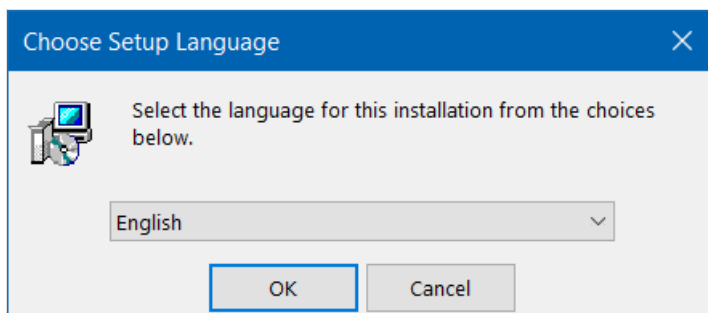 Choose Setup Language
Select the language for this installation from the choices
below.
English
OK
Cancel